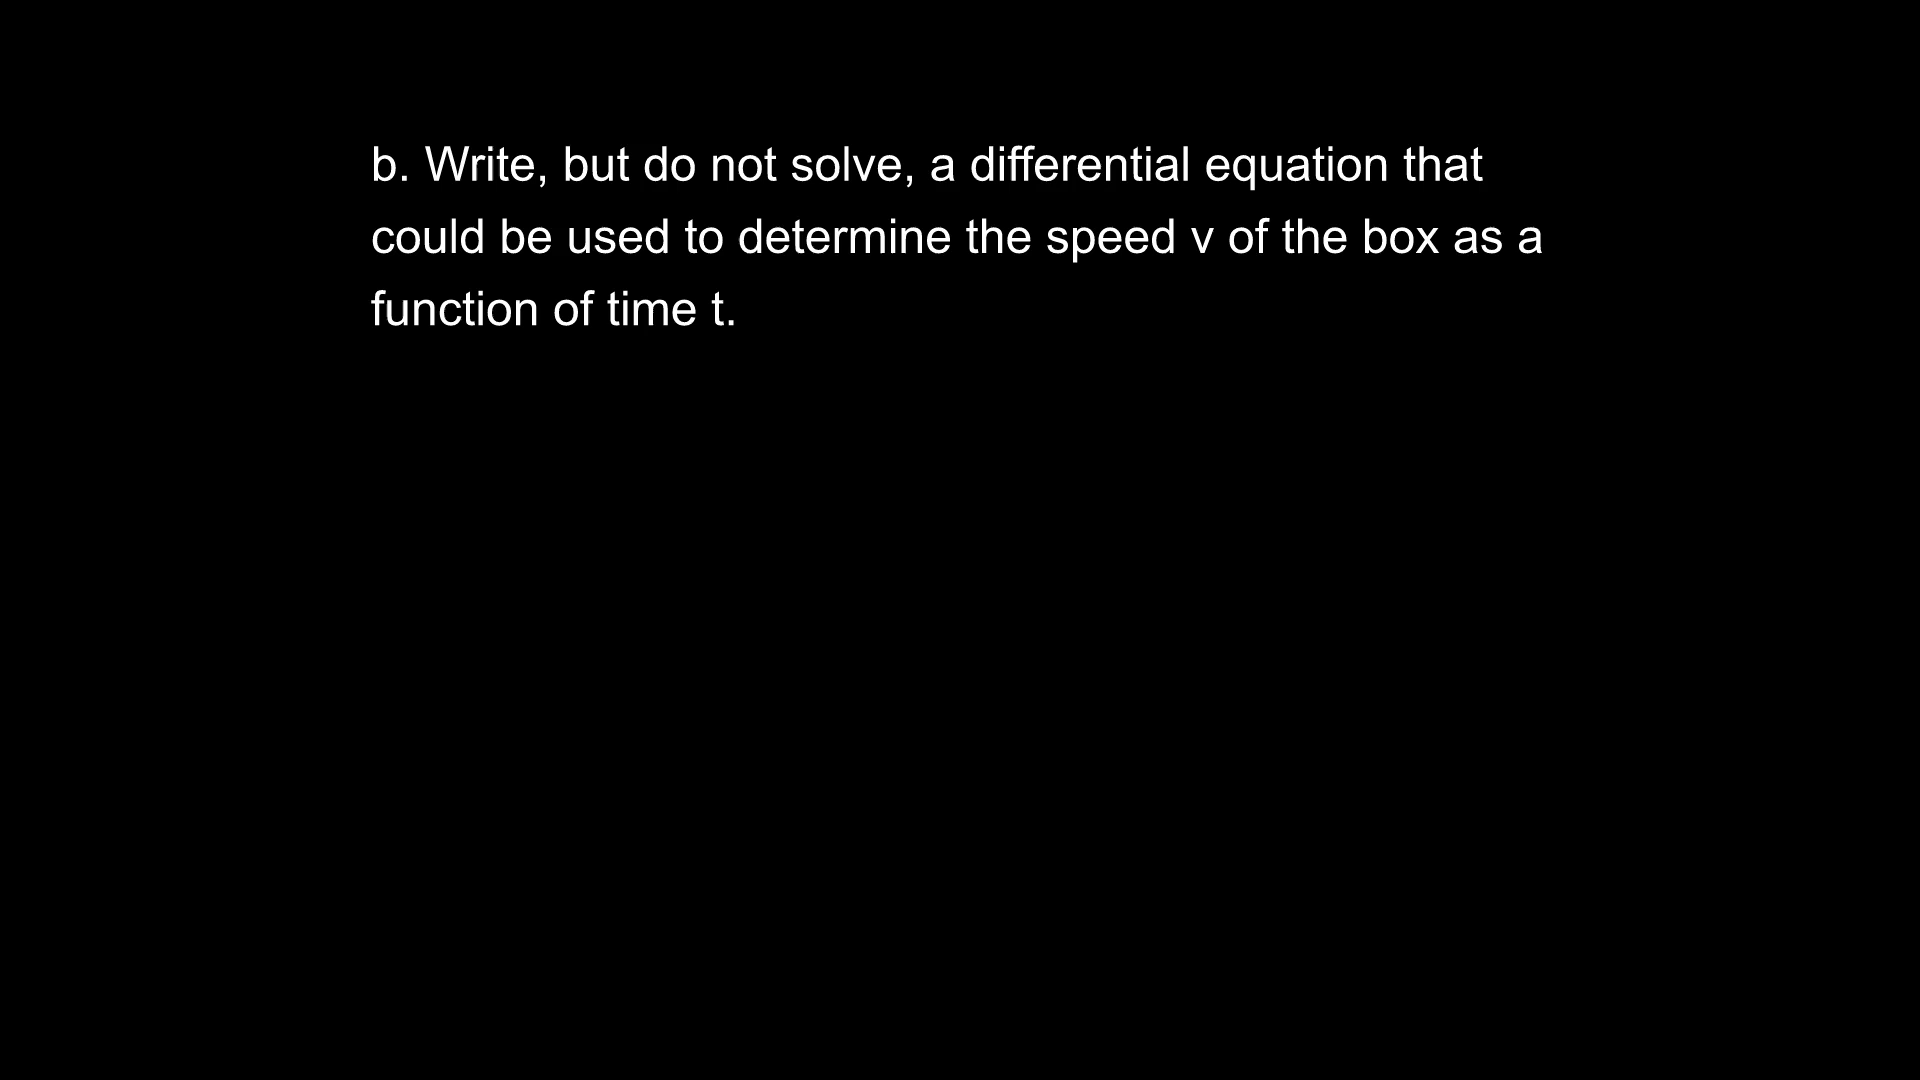 b. Write, but do not solve, a differential equation that
could be used to determine the speed v of the box as a
function of time t.